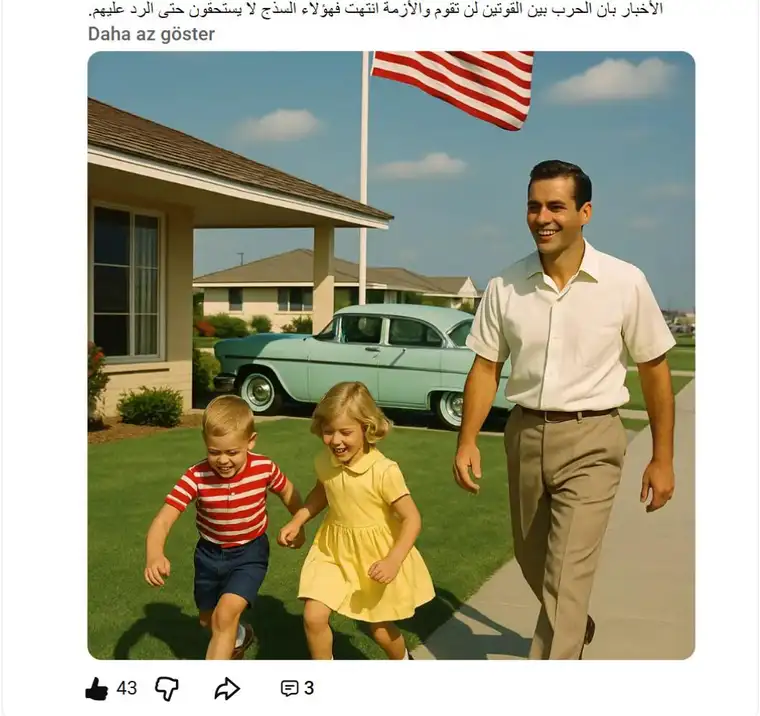 الأخبار بان الحرب بين القوتين لن تقوم والأزمة انتهت فهؤلاء السذج لا يستحقون حتى الرد عليهم.
Daha az göster
43
3